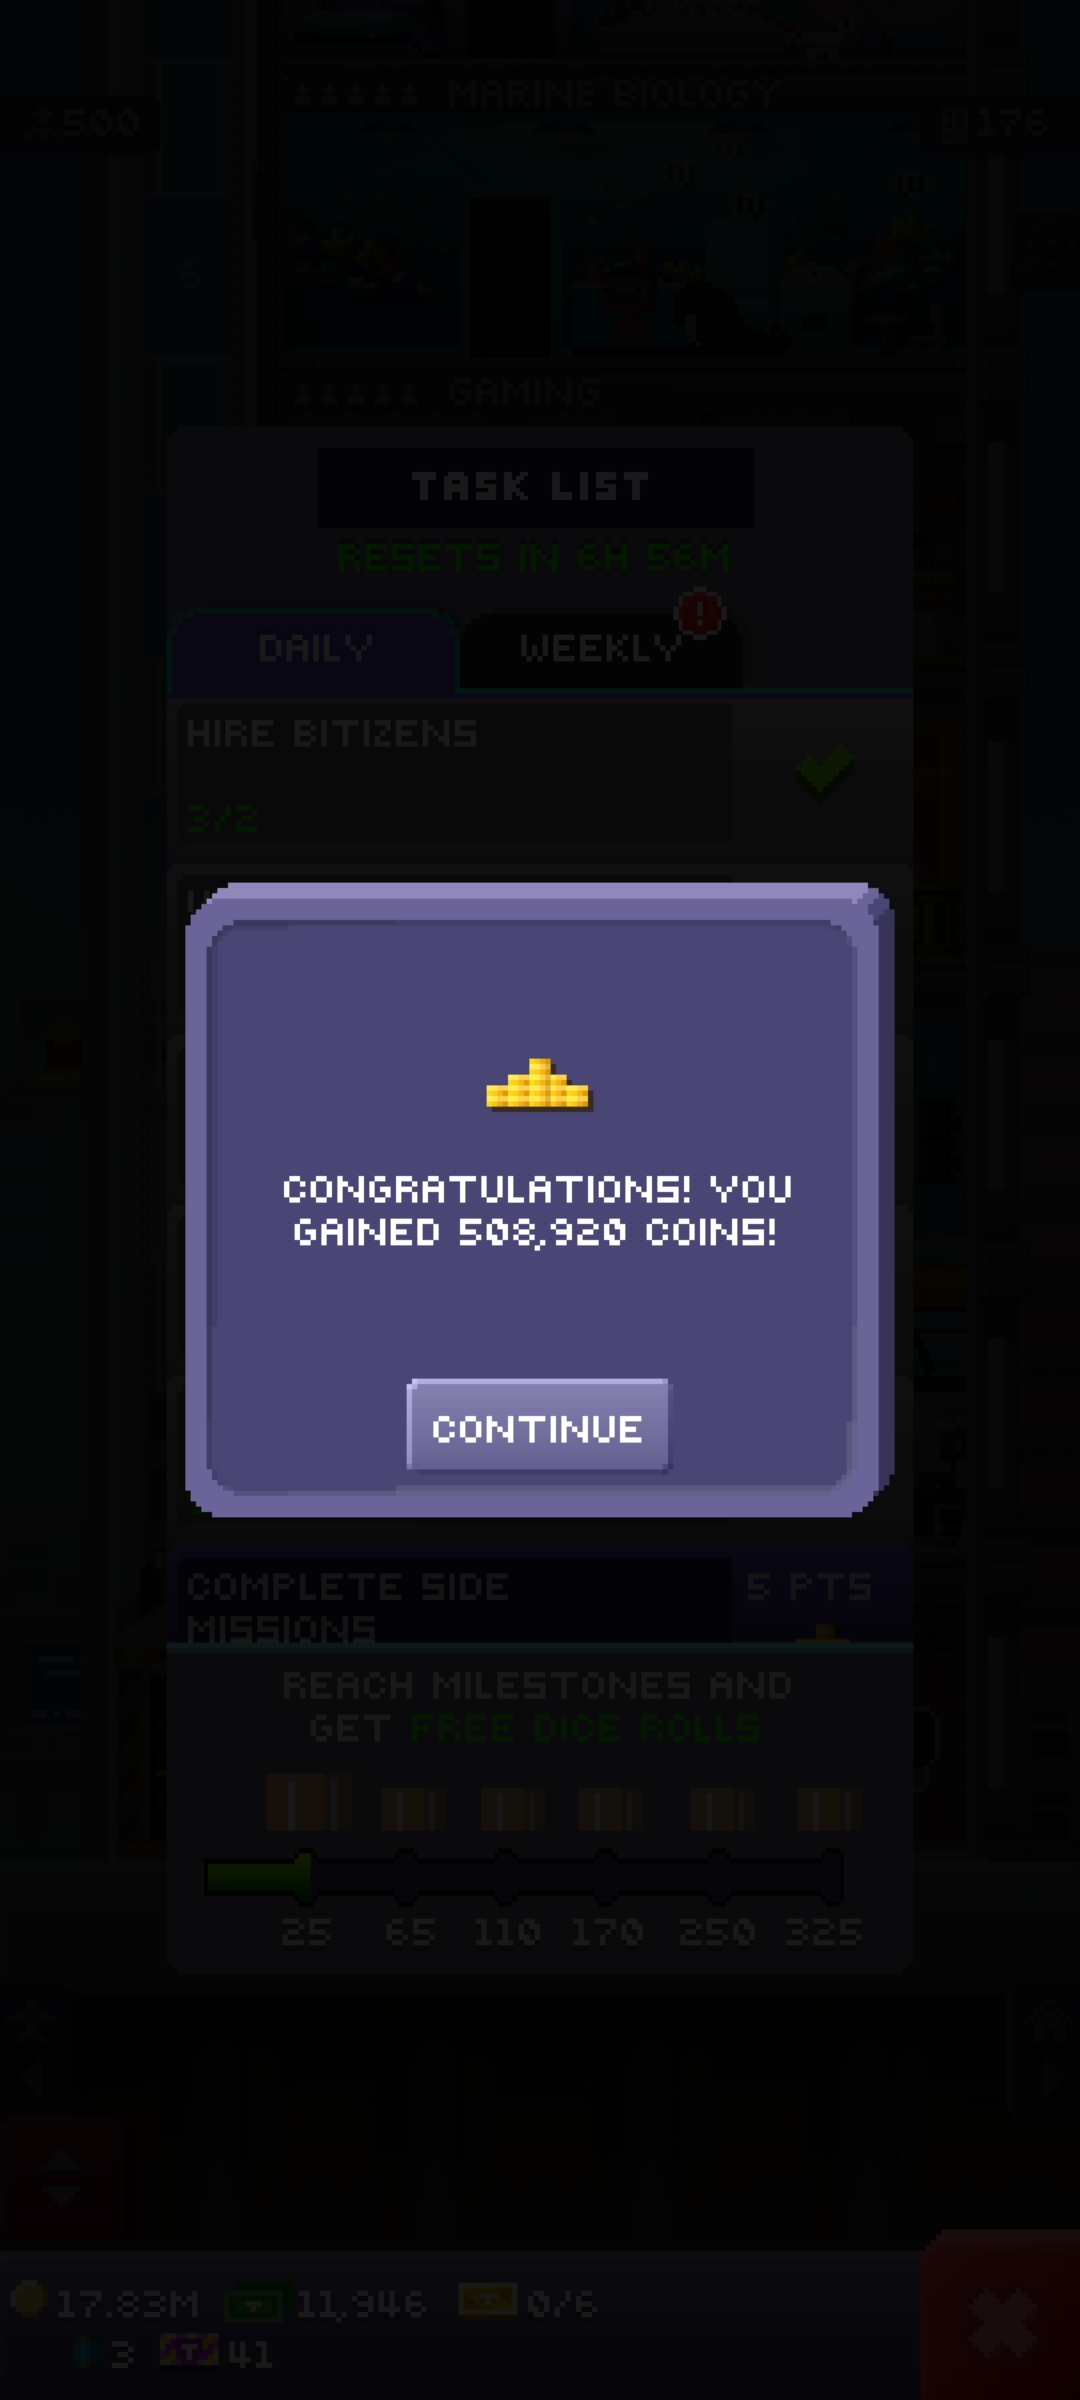 MARINE BIOLOGY
500
176
6
GAMING
TASK LIST
RESETS IN 6H 56M
DAILY
WEEKLY
!
HIRE BITIZENS
3/2
CONGRATULATIONS! YOU
GAINED 508,920 COINS!
CONTINUE
COMPLETE SIDE
MISSIONS
5 PTS
REACH MILESTONES AND
GET FREE DICE ROLLS
25 65 110 170 250 325
17.83M 11,946 0/6
3 T 41